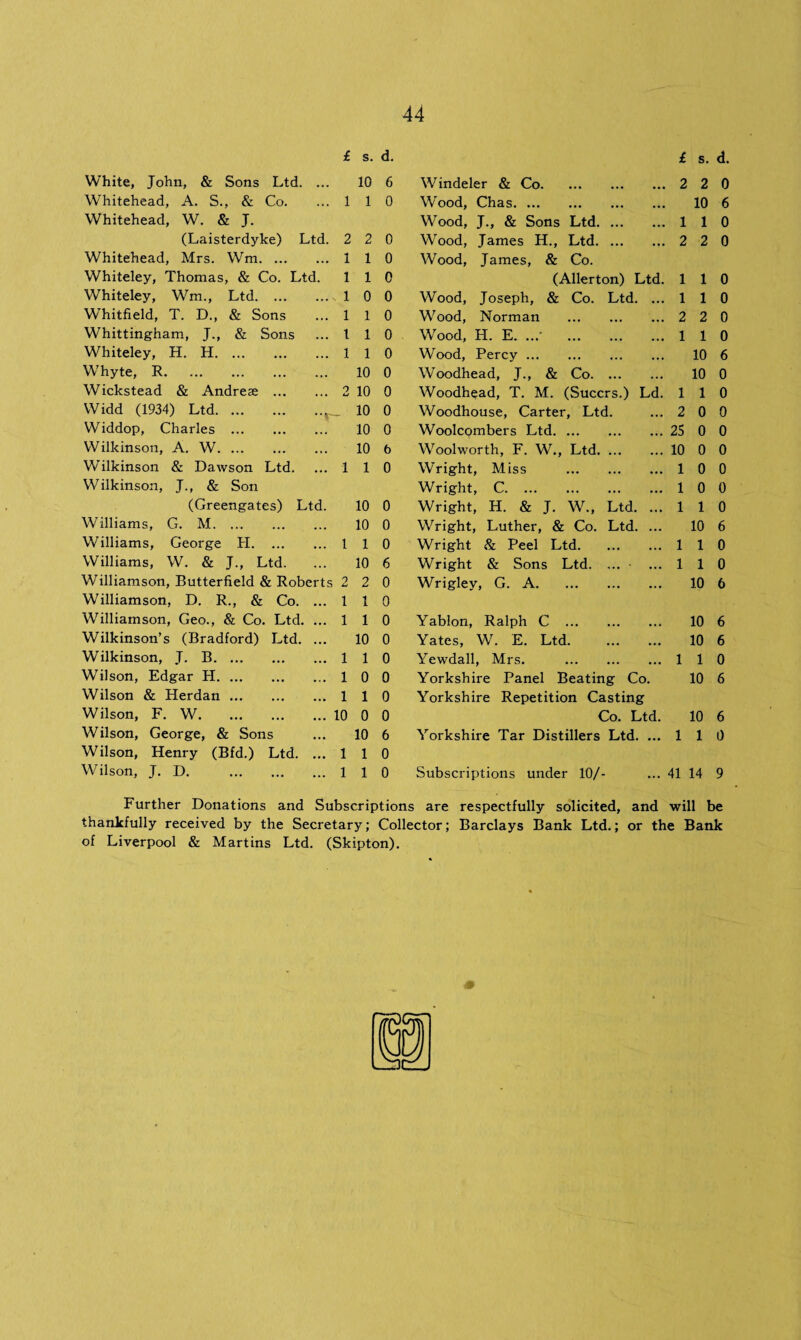 44
£ s. d.
White, John, & Sons Ltd. ... 10 6
Whitehead, A. S., & Co. ... 1 1 0
Whitehead, W. & J.
(Laisterdyke) Ltd. 2 2 0
Whitehead, Mrs. Wm. ... ... 1 1 0
Whiteley, Thomas, & Co. Ltd. 1 1 0
Whiteley, Wm., Ltd. ... ... 1 0 0
Whitfield, T. D., & Sons ... 1 1 0
Whittingham, J., & Sons ... 1 1 0
Whiteley, H. H. ... ... ... 1 1 0
Whyte, R. ... ... ... ... 10 0
Wickstead & Andreæ ... ... 2 10 0
Widd (1934) Ltd. ... ... ... 10 0
Widdop, Charles ... ... ... 10 0
Wilkinson, A. W. ... ... ... 10 6
Wilkinson & Dawson Ltd. ... 1 1 0
Wilkinson, J., & Son
(Greengates) Ltd. 10 0
Williams, G. M. ... ... ... 10 0
Williams, George H. ... ... 1 1 0
Williams, W. & J., Ltd. ... 10 6
Williamson, Butterfield & Roberts 2 2 0
Williamson, D. R., & Co. ... 1 1 0
Williamson, Geo., & Co. Ltd. ... 1 1 0
Wilkinson's (Bradford) Ltd. ... 10 0
Wilkinson, J. B. ... ... ... 1 1 0
Wilson, Edgar H. ... ... ... 1 0 0
Wilson & Herdan ... ... ... 1 1 0
Wilson, F. W. ... ... ... 10 0 0
Wilson, George, & Sons ... 10 6
Wilson, Henry (Bfd.) Ltd. ... 1 1 0
Wilson, J. D. ... ... ... 1 1 0
£ s. d.
Windeler & Co. ... ... ... 2 2 0
Wood, Chas. ... ... ... ... 10 6
Wood, J., & Sons Ltd. ... ... 1 1 0
Wood, James H., Ltd. ... ... 2 2 0
Wood, James, & Co.
(Allerton) Ltd. 1 1 0
Wood, Joseph, & Co. Ltd. ... 1 1 0
Wood, Norman ... ... ... 2 2 0
Wood, H. E. ... ... ... ... 1 1 0
Wood, Percy ... ... ... ... 10 6
Woodhead, J., & Co. ... ... 10 0
Woodhead, T. M. (Succrs.) Ld. 1 1 0
Woodhouse, Carter, Ltd. ... 2 0 0
Woolcombers Ltd. ... ... ... 25 0 0
Woolworth, F. W., Ltd. ... ... 10 0 0
Wright, Miss ... ... ... 1 0 0
Wright, C. ... ... ... ... 1 0 0
Wright, H. & J. W., Ltd. ... 1 1 0
Wright, Luther, & Co. Ltd. ... 10 6
Wright & Peel Ltd. ... ... 1 1 0
Wright & Sons Ltd. ... ... 1 1 0
Wrigley, G. A. ... ... ... 10 6
Yablon, Ralph C ... ... ... 10 6
Yates, W. E. Ltd. ... ... 10 6
Yewdall, Mrs. ... ... ... 1 1 0
Yorkshire Panel Beating Co. 10 6
Yorkshire Repetition Casting
Co. Ltd. 10 6
Yorkshire Tar Distillers Ltd. ... 1 1 0
Subscriptions under 10/- ... 41 14 9
Further Donations and Subscriptions are respectfully solicited, and will be
thankfully received by the Secretary; Collector; Barclays Bank Ltd.; or the Bank
of Liverpool & Martins Ltd. (Skipton).